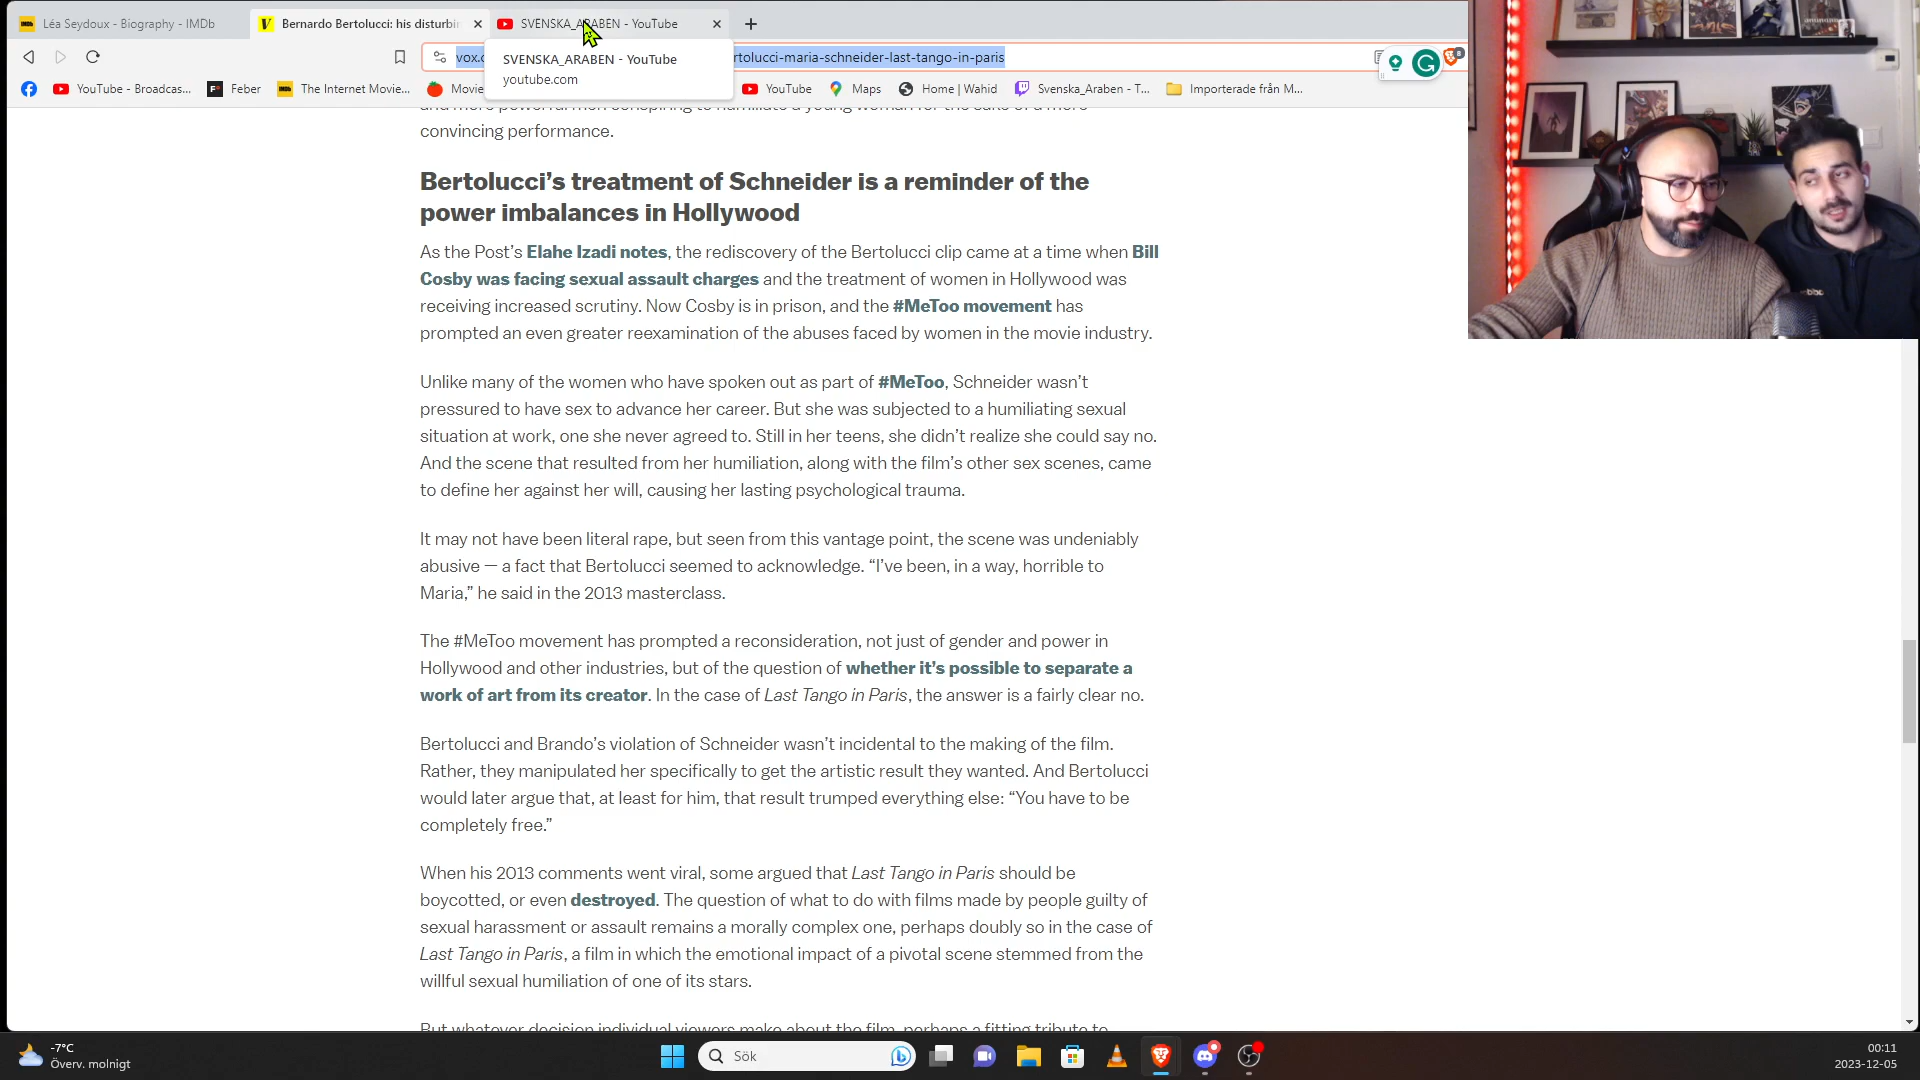 Léa Seydoux - Biography - IMDb
Bernardo Bertolucci: his disturbin
SVENSKA_ARABEN - YouTube
vox.c
rtolucci-maria-schneider-last-tango-in-paris
SVENSKA_ARABEN - YouTube
youtube.com
YouTube - Broadcas...
Feber
The Internet Movie...
Movie
YouTube
Maps
Home | Wahid
Svenska_Araben - T...
Importerade från M...
convincing performance.
Bertolucci’s treatment of Schneider is a reminder of the
power imbalances in Hollywood
As the Post’s Elahe Izadi notes, the rediscovery of the Bertolucci clip came at a time when Bill
Cosby was facing sexual assault charges and the treatment of women in Hollywood was
receiving increased scrutiny. Now Cosby is in prison, and the #MeToo movement has
prompted an even greater reexamination of the abuses faced by women in the movie industry.
Unlike many of the women who have spoken out as part of #MeToo, Schneider wasn’t
pressured to have sex to advance her career. But she was subjected to a humiliating sexual
situation at work, one she never agreed to. Still in her teens, she didn’t realize she could say no.
And the scene that resulted from her humiliation, along with the film’s other sex scenes, came
to define her against her will, causing her lasting psychological trauma.
It may not have been literal rape, but seen from this vantage point, the scene was undeniably
abusive — a fact that Bertolucci seemed to acknowledge. “I’ve been, in a way, horrible to
Maria,” he said in the 2013 masterclass.
The #MeToo movement has prompted a reconsideration, not just of gender and power in
Hollywood and other industries, but of the question of whether it’s possible to separate a
work of art from its creator. In the case of Last Tango in Paris, the answer is a fairly clear no.
Bertolucci and Brando’s violation of Schneider wasn’t incidental to the making of the film.
Rather, they manipulated her specifically to get the artistic result they wanted. And Bertolucci
would later argue that, at least for him, that result trumped everything else: “You have to be
completely free.”
When his 2013 comments went viral, some argued that Last Tango in Paris should be
boycotted, or even destroyed. The question of what to do with films made by people guilty of
sexual harassment or assault remains a morally complex one, perhaps doubly so in the case of
Last Tango in Paris, a film in which the emotional impact of a pivotal scene stemmed from the
willful sexual humiliation of one of its stars.
But whatever decision individual viewers make about the film, perhaps a fitting tribute to
-7°C
Överv. molnigt
Sök
00:11
2023-12-05